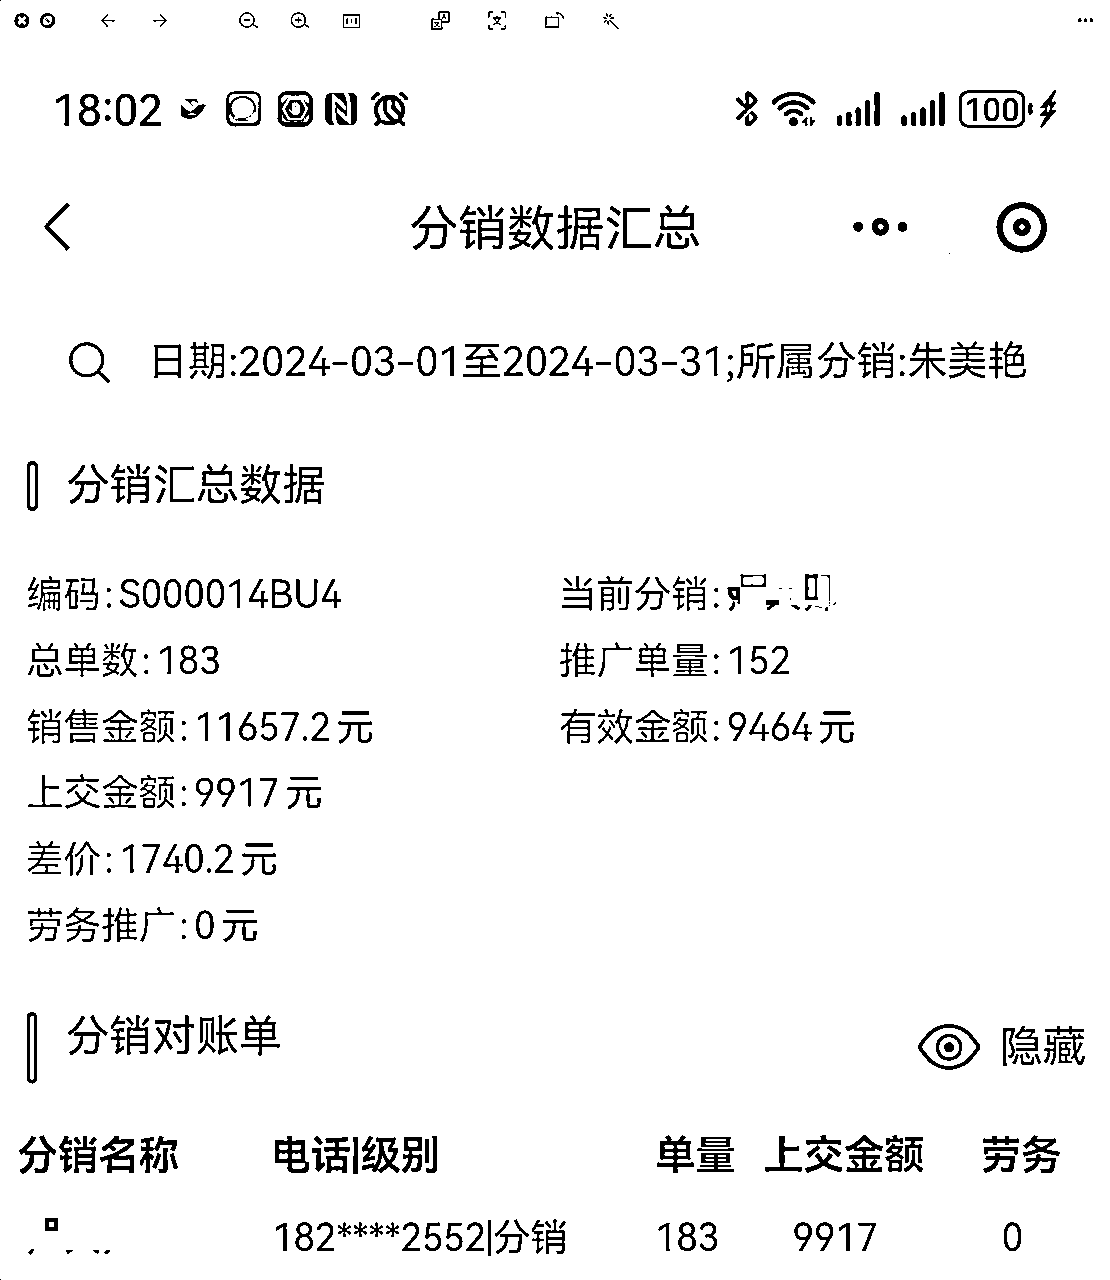 18:02 100
分销数据汇总
日期:2024-03-01至2024-03-31;所属分销:朱美艳
分销汇总数据
编码:S000014BU4 当前分销:
总单数:183 推广单量:152
销售金额:11657.2元 有效金额:9464元
上交金额:9917元
差价:1740.2元
劳务推广:0元
分销对账单 隐藏
分销名称 电话|级别 单量 上交金额 劳务
182****2552|分销 183 9917 0